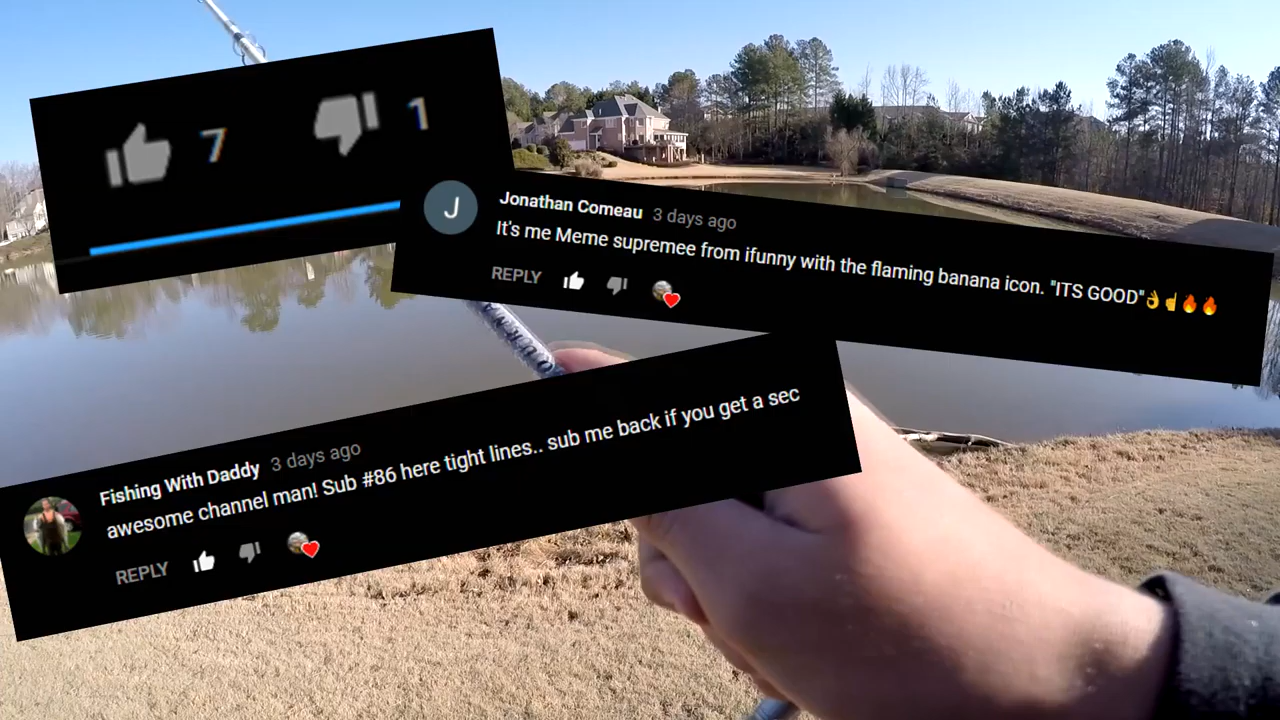 7 1
Jonathan Comeau 3 days ago
It's me Meme supremee from ifunny with the flaming banana icon. "ITS GOOD"👌☝🔥🔥
REPLY
Fishing With Daddy 3 days ago
awesome channel man! Sub #86 here tight lines.. sub me back if you get a sec
REPLY
J